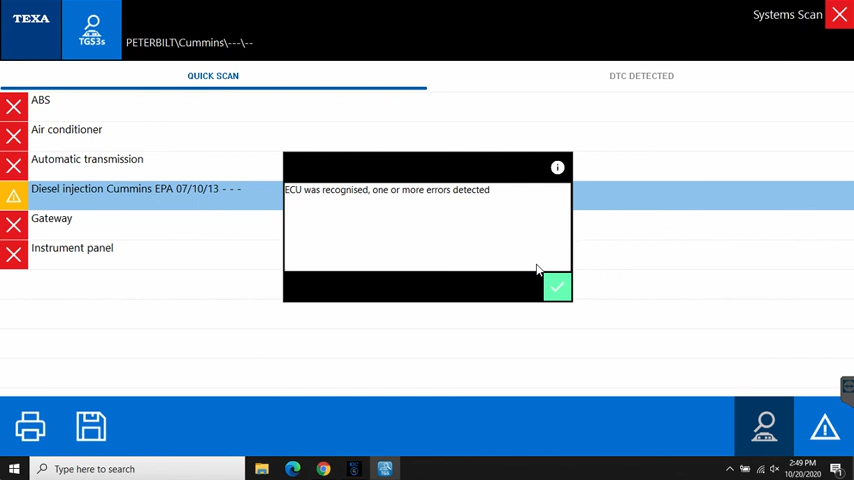 TEXA
TGS3s
PETERBILT\Cummins\---\--
Systems Scan
QUICK SCAN
DTC DETECTED
ABS
Air conditioner
Automatic transmission
Diesel injection Cummins EPA 07/10/13 - - -
Gateway
Instrument panel
ECU was recognised, one or more errors detected
Type here to search
2:49 PM
10/20/2020